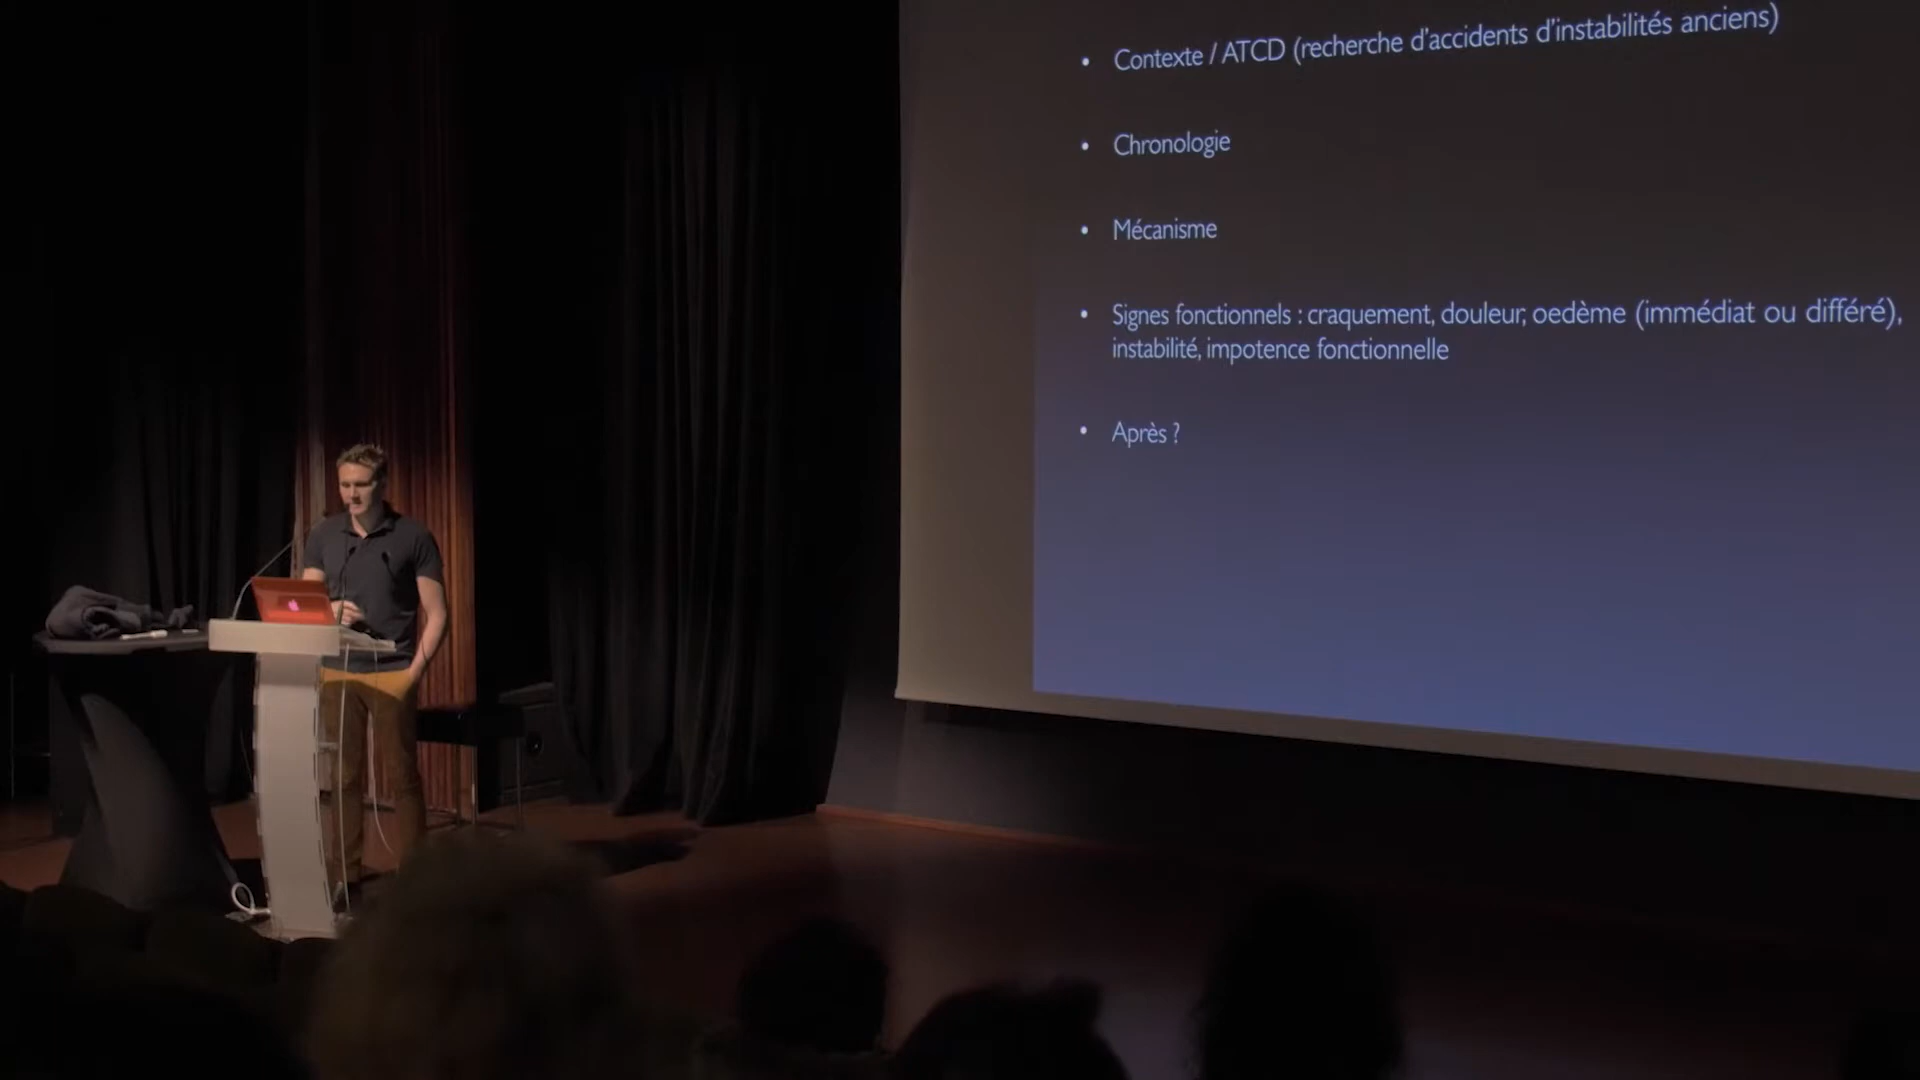 • Contexte / ATCD (recherche d'accidents d'instabilités anciens)
• Chronologie
• Mécanisme
• Signes fonctionnels : craquement, douleur, oedème (immédiat ou différé),
instabilité, impotence fonctionnelle
• Après ?